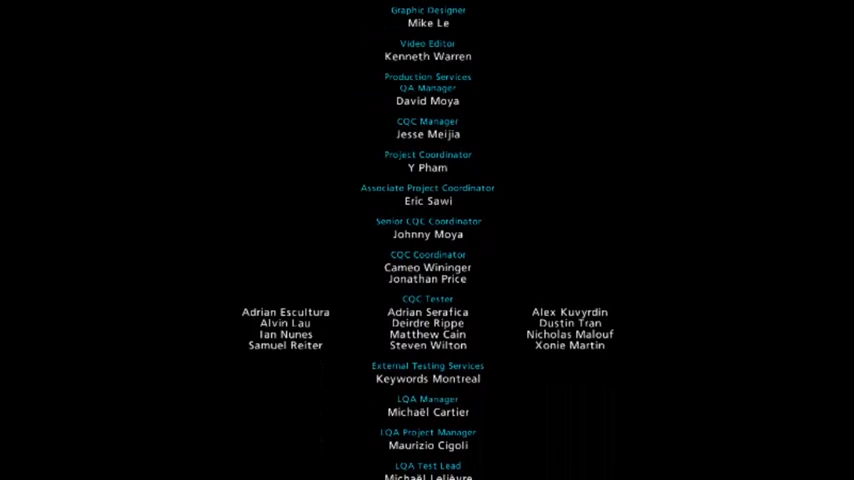 Graphic Designer
Mike Le
Video Editor
Kenneth Warren
Production Services
QA Manager
David Moya
CQC Manager
Jesse Meijia
Project Coordinator
Y Pham
Associate Project Coordinator
Eric Sawi
Senior CQC Coordinator
Johnny Moya
CQC Coordinator
Cameo Wininger
Jonathan Price
CQC Tester
Adrian Escultura Adrian Serafica Alex Kuvyrdin
Alvin Lau Deirdre Rippe Dustin Tran
Ian Nunes Matthew Cain Nicholas Malouf
Samuel Reiter Steven Wilton Xonie Martin
External Testing Services
Keywords Montreal
LQA Manager
Michaël Cartier
LQA Project Manager
Maurizio Cigoli
LQA Test Lead
Michaël Lelièvre